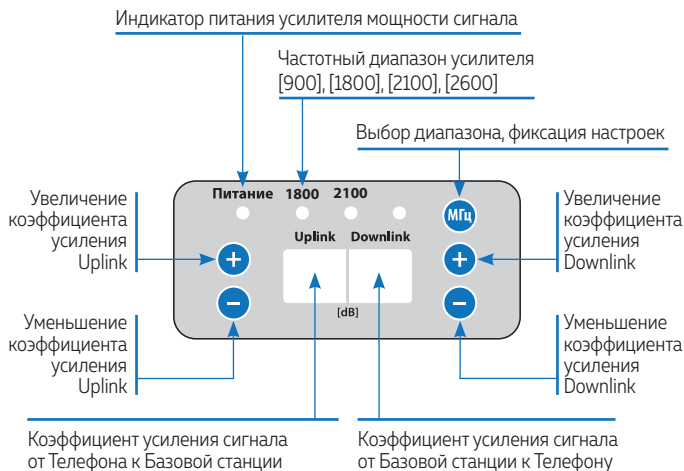 Индикатор питания усилителя мощности сигнала
Частотный диапазон усилителя
[900], [1800], [2100], [2600]
Выбор диапазона, фиксация настроек
Увеличение
коэффициента
усиления
Uplink
Питание 1800 2100
МГц
Uplink Downlink
+
+
−
−
[dB]
Увеличение
коэффициента
усиления
Downlink
Уменьшение
коэффициента
усиления
Uplink
Уменьшение
коэффициента
усиления
Downlink
Коэффициент усиления сигнала
от Телефона к Базовой станции
Коэффициент усиления сигнала
от Базовой станции к Телефону